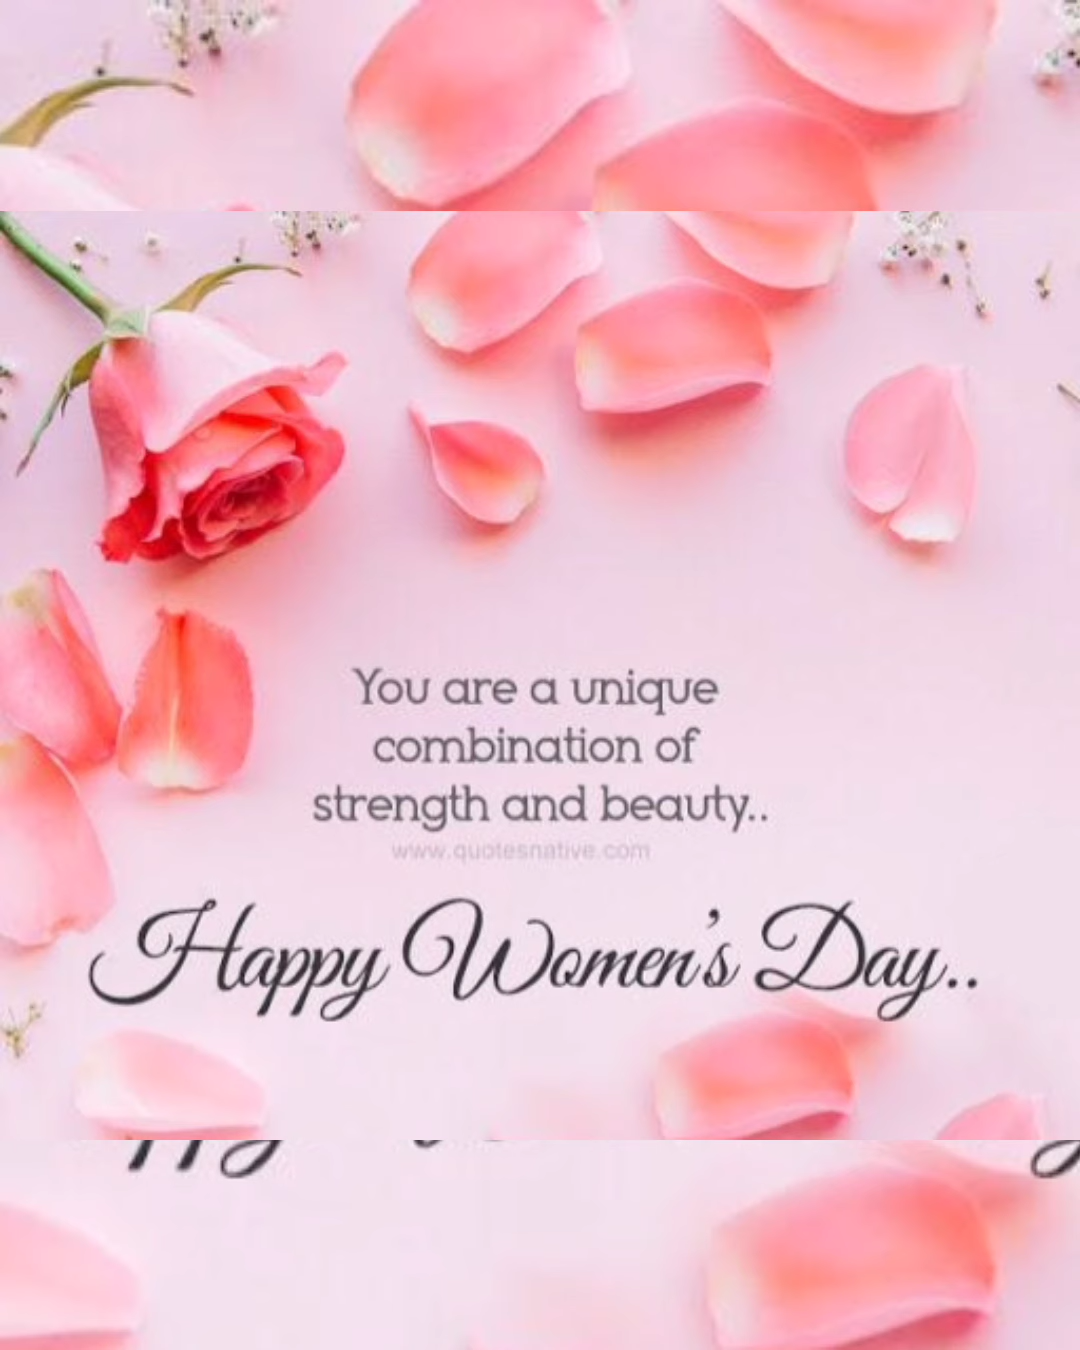 You are a unique
combination of
strength and beauty..
www.quotesnative.com
Happy Women's Day..